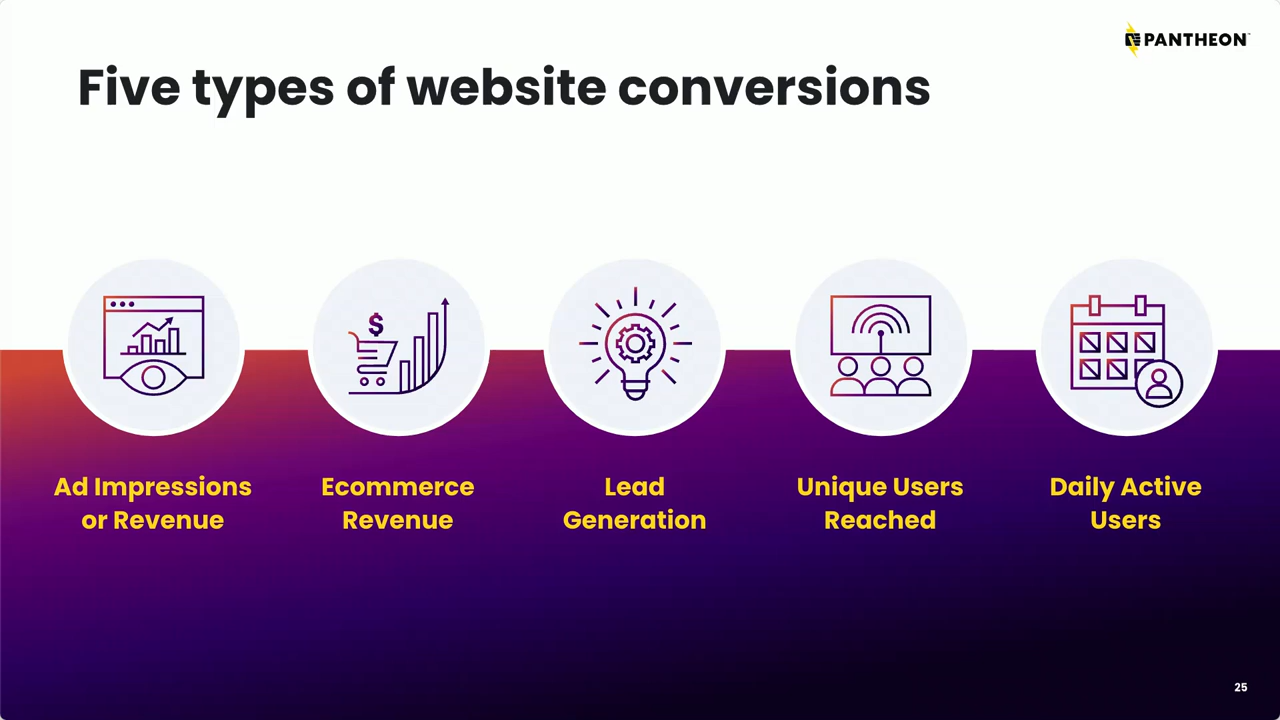 PANTHEON
Five types of website conversions
$
Ad Impressions
or Revenue
Ecommerce
Revenue
Lead
Generation
Unique Users
Reached
Daily Active
Users
25